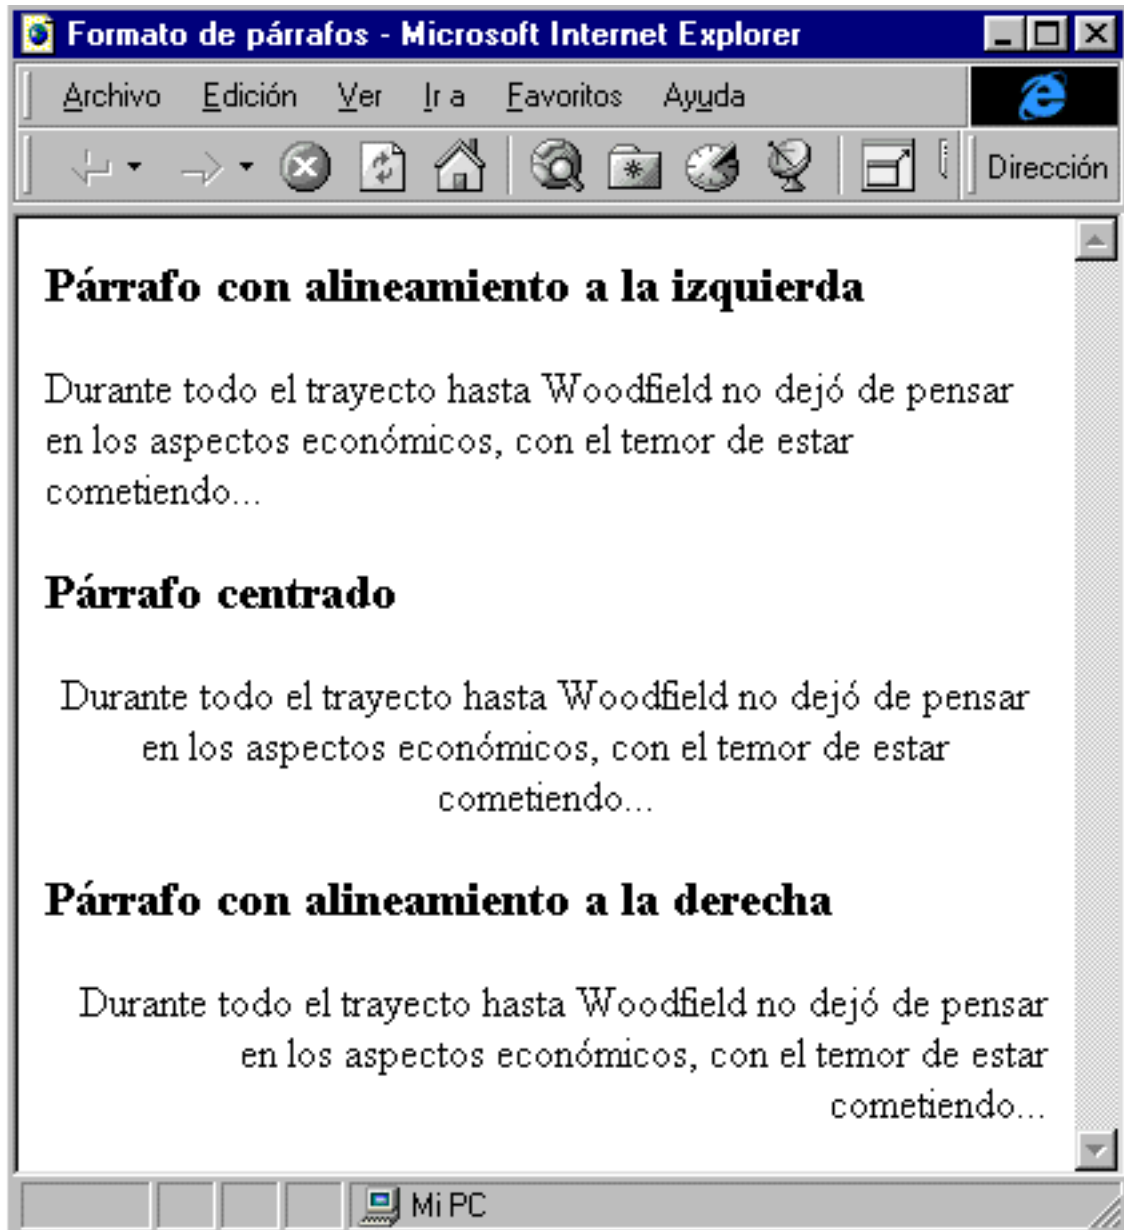 Formato de párrafos - Microsoft Internet Explorer
Archivo Edición Ver Ir a Favoritos Ayuda
Dirección
Párrafo con alineamiento a la izquierda
Durante todo el trayecto hasta Woodfield no dejó de pensar
en los aspectos económicos, con el temor de estar
cometiendo...
Párrafo centrado
Durante todo el trayecto hasta Woodfield no dejó de pensar
en los aspectos económicos, con el temor de estar
cometiendo...
Párrafo con alineamiento a la derecha
Durante todo el trayecto hasta Woodfield no dejó de pensar
en los aspectos económicos, con el temor de estar
cometiendo...
Mi PC